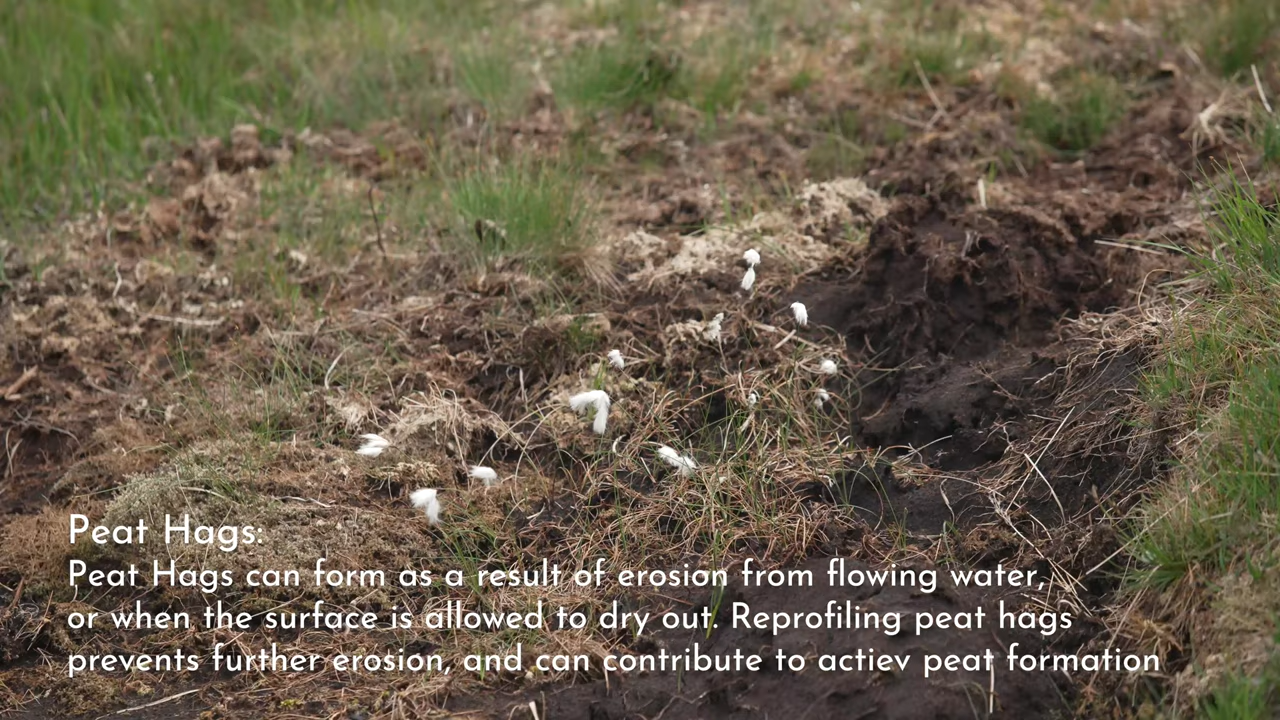 Peat Hags:
Peat Hags can form as a result of erosion from flowing water,
or when the surface is allowed to dry out. Reprofiling peat hags
prevents further erosion, and can contribute to actiev peat formation